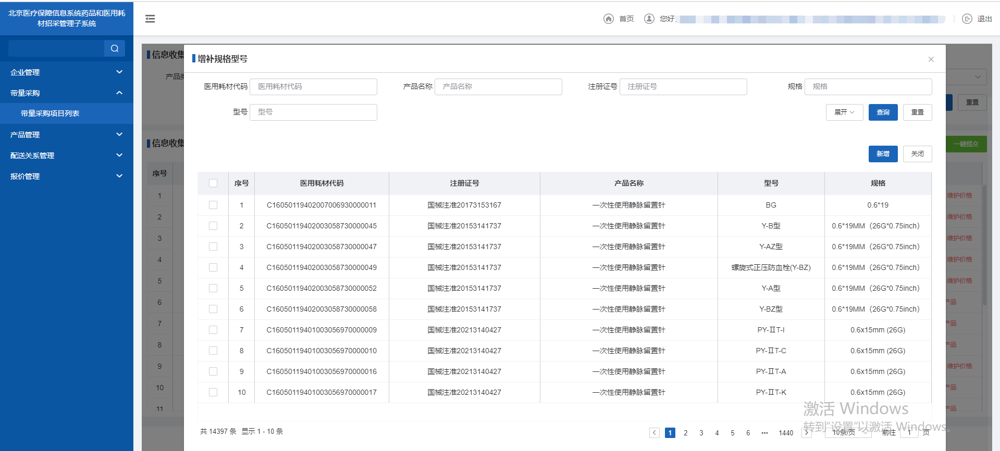 北京医疗保障信息系统药品和医用耗
材招采管理子系统
首页
您好,
退出
企业管理
带量采购
带量采购项目列表
产品管理
配送关系管理
报价管理
信息收集
产品类
重置
信息收集
一键提交
序号
1
2
3
4
5
6
7
8
9
10
11
维护价格
维护价格
维护价格
维护价格
维护价格
产品
产品
产品
维护价格
产品
产品
增补规格型号
医用耗材代码 医用耗材代码 产品名称 产品名称 注册证号 注册证号 规格 规格
型号 型号 展开 查询 重置
新增 关闭
序号 医用耗材代码 注册证号 产品名称 型号 规格
1 C16050119402007006930000011 国械注准20173153167 一次性使用静脉留置针 BG 0.6*19
2 C16050119402003058730000045 国械注准20153141737 一次性使用静脉留置针 Y-B型 0.6*19MM（26G*0.75inch）
3 C16050119402003058730000047 国械注准20153141737 一次性使用静脉留置针 Y-AZ型 0.6*19MM（26G*0.75inch）
4 C16050119402003058730000049 国械注准20153141737 一次性使用静脉留置针 螺旋式正压防血栓(Y-BZ) 0.6*19MM（26G*0.75inch）
5 C16050119402003058730000052 国械注准20153141737 一次性使用静脉留置针 Y-A型 0.6*19MM（26G*0.75inch）
6 C16050119402003058730000058 国械注准20153141737 一次性使用静脉留置针 Y-BZ型 0.6*19MM（26G*0.75inch）
7 C16050119401003056970000009 国械注准20213140427 一次性使用静脉留置针 PY-ⅡT-I 0.6x15mm (26G)
8 C16050119401003056970000010 国械注准20213140427 一次性使用静脉留置针 PY-ⅡT-C 0.6x15mm (26G)
9 C16050119401003056970000016 国械注准20213140427 一次性使用静脉留置针 PY-ⅡT-A 0.6x15mm (26G)
10 C16050119401003056970000017 国械注准20213140427 一次性使用静脉留置针 PY-ⅡT-K 0.6x15mm (26G)
共 14397 条 显示 1 - 10 条
1 2 3 4 5 6 ••• 1440 10条/页 前往 1 页
激活 Windows
转到“设置”以激活 Windows。